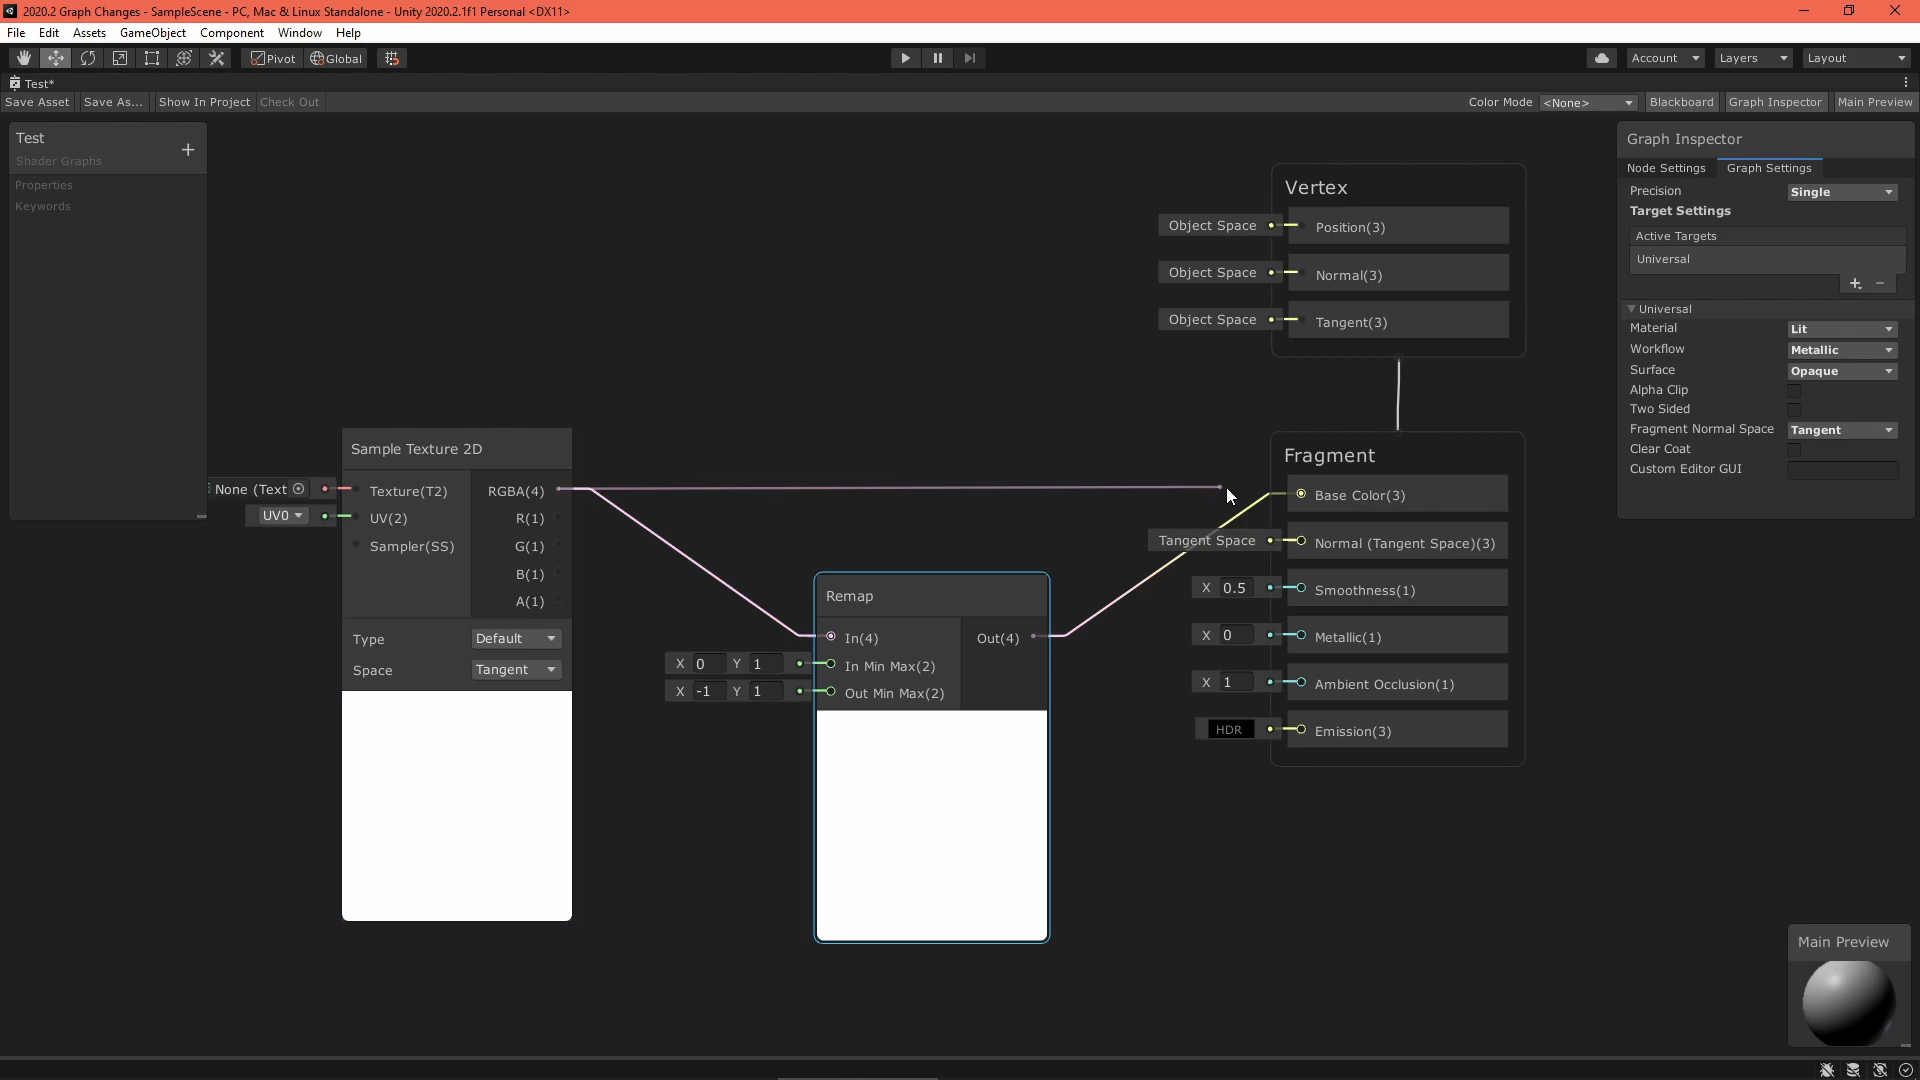 2020.2 Graph Changes - SampleScene - PC, Mac & Linux Standalone - Unity 2020.2.1f1 Personal <DX11>
File Edit Assets GameObject Component Window Help
Pivot Global Account Layers Layout
Test*
Save Asset Save As... Show In Project Check Out Color Mode <None> Blackboard Graph Inspector Main Preview
Test
Shader Graphs
Properties
Keywords
Sample Texture 2D
None (Text Texture(T2) RGBA(4)
UV0 UV(2) R(1)
Sampler(SS) G(1)
B(1)
A(1)
Type Default
Space Tangent
Remap
In(4) Out(4)
X 0 Y 1 In Min Max(2)
X -1 Y 1 Out Min Max(2)
Vertex
Object Space Position(3)
Object Space Normal(3)
Object Space Tangent(3)
Fragment
Base Color(3)
Tangent Space Normal (Tangent Space)(3)
X 0.5 Smoothness(1)
X 0 Metallic(1)
X 1 Ambient Occlusion(1)
HDR Emission(3)
Graph Inspector
Node Settings Graph Settings
Precision Single
Target Settings
Active Targets
Universal
Universal
Material Lit
Workflow Metallic
Surface Opaque
Alpha Clip
Two Sided
Fragment Normal Space Tangent
Clear Coat
Custom Editor GUI
Main Preview